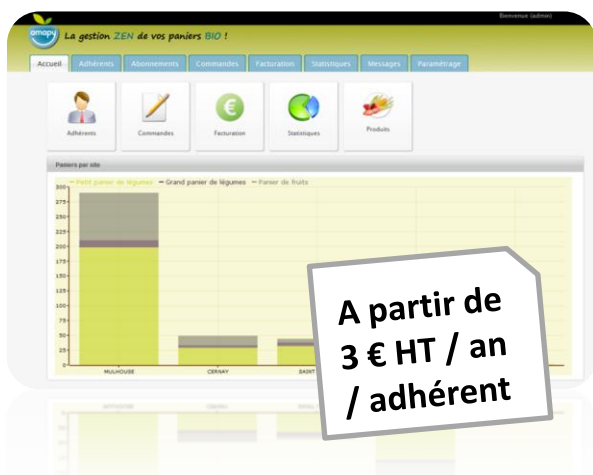 Bienvenue (admin)
amapy
La gestion ZEN de vos paniers BIO !
Accueil Adhérents Abonnements Commandes Facturation Statistiques Messages Paramétrage
Adhérents Commandes Facturation Statistiques Produits
Paniers par site
Petit panier de légumes Grand panier de légumes Panier de fruits
300
275
250
225
200
175
150
125
100
75
50
25
0
MULHOUSE CERNAY SAINT
A partir de
3 € HT / an
/ adhérent